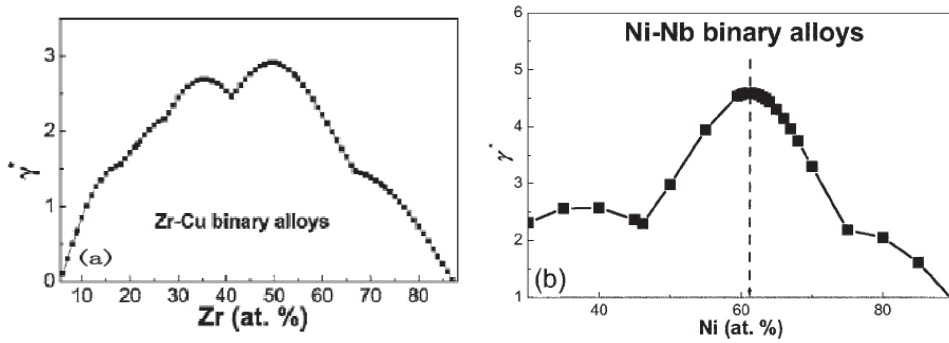 3
2
1
0
γ*
Zr-Cu binary alloys
(a)
10 20 30 40 50 60 70 80
Zr (at. %)
6
5
4
3
2
1
γ*
Ni-Nb binary alloys
(b)
40 60 80
Ni (at. %)